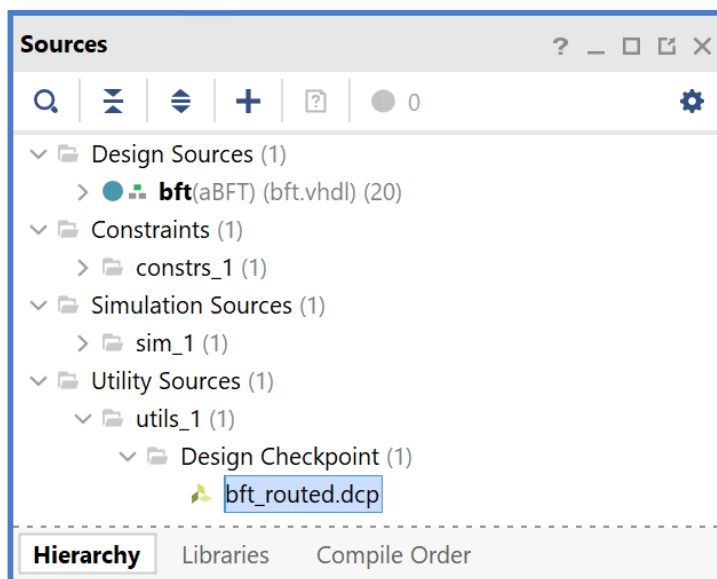 Sources ?
0
Design Sources (1)
bft(aBFT) (bft.vhdl) (20)
Constraints (1)
constrs_1 (1)
Simulation Sources (1)
sim_1 (1)
Utility Sources (1)
utils_1 (1)
Design Checkpoint (1)
bft_routed.dcp
Hierarchy Libraries Compile Order